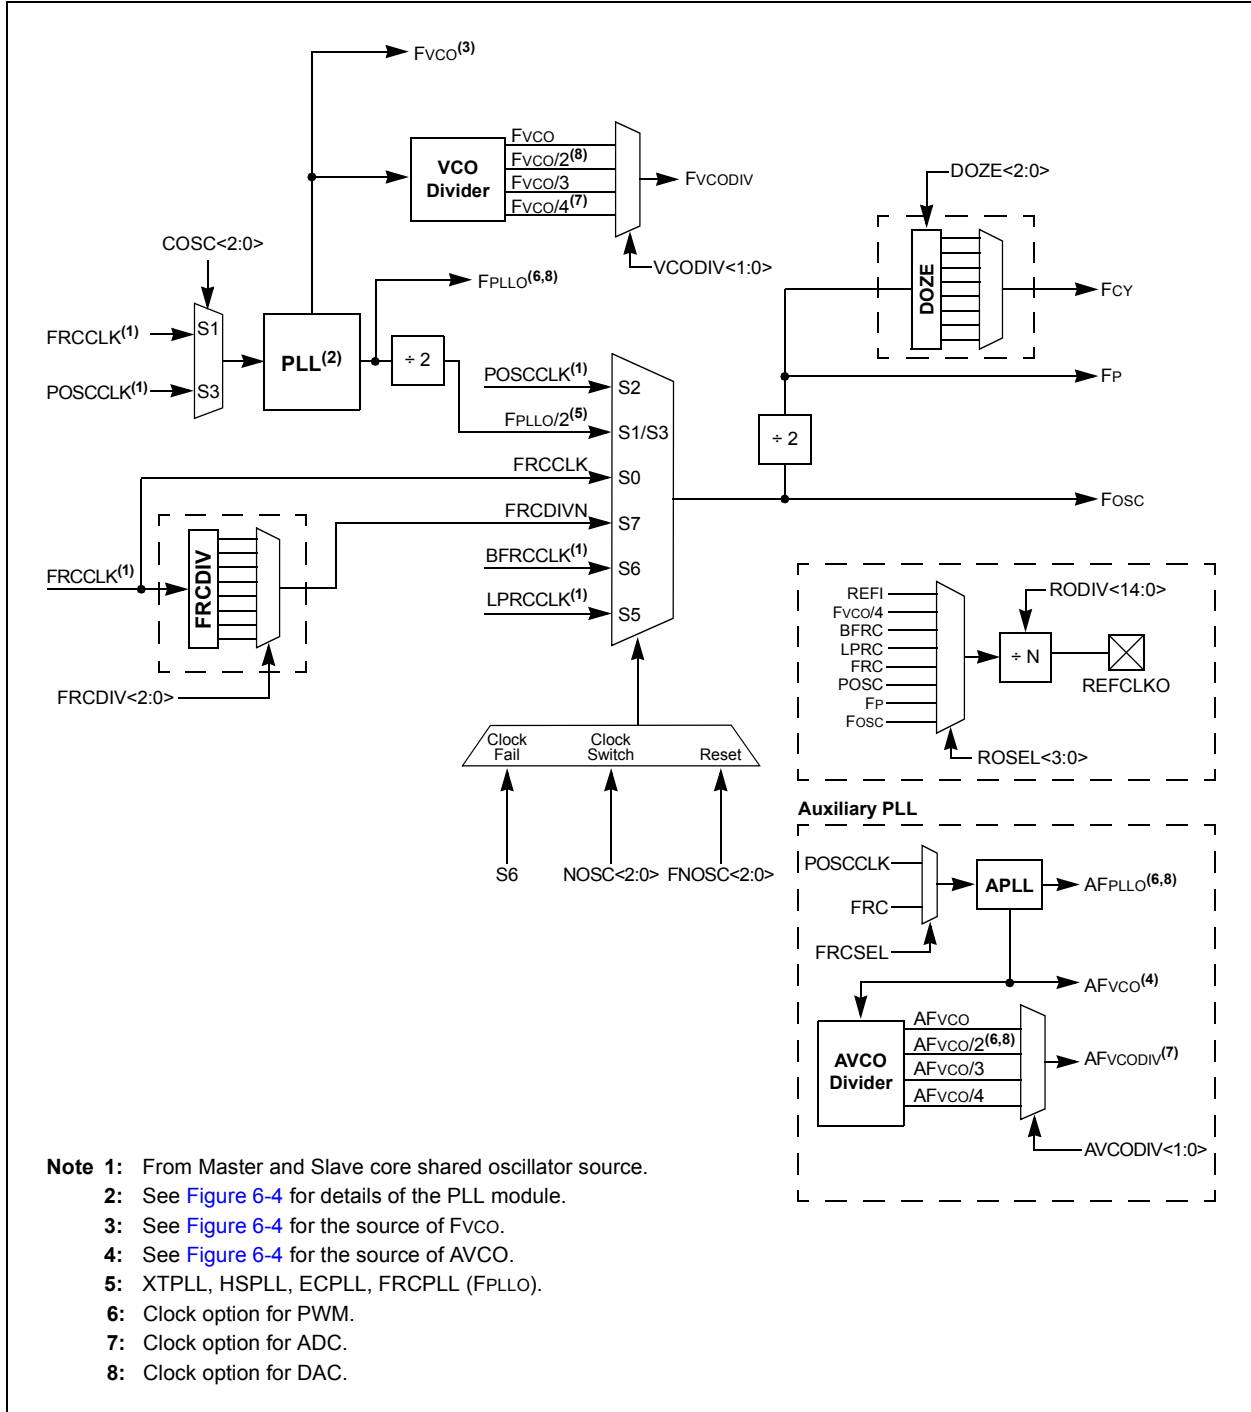 FVCO(3)
FVCO
FVCO/2(8)
FVCO/3
FVCO/4(7)
VCO
Divider
FVCODIV
VCODIV<1:0>
DOZE<2:0>
DOZE
FCY
COSC<2:0>
FPLLO(6,8)
FRCCLK(1)
S1
POSCCLK(1)
S3
PLL(2)
÷ 2
POSCCLK(1)
S2
FPLLO/2(5)
S1/S3
FRCCLK
S0
FRCDIVN
S7
BFRCCLK(1)
S6
LPRCCLK(1)
S5
FP
÷ 2
FOSC
FRCCLK(1)
FRCDIV
FRCDIV<2:0>
Clock
Fail
Clock
Switch
Reset
S6
NOSC<2:0>
FNOSC<2:0>
REFI
FVCO/4
BFRC
LPRC
FRC
POSC
FP
FOSC
RODIV<14:0>
÷ N
REFCLKO
ROSEL<3:0>
Auxiliary PLL
POSCCLK
FRC
FRCSEL
APLL
AFPLLO(6,8)
AFVCO(4)
AVCO
Divider
AFVCO
AFVCO/2(6,8)
AFVCO/3
AFVCO/4
AFVCODIV(7)
AVCODIV<1:0>
Note 1: From Master and Slave core shared oscillator source.
2: See Figure 6-4 for details of the PLL module.
3: See Figure 6-4 for the source of FVCO.
4: See Figure 6-4 for the source of AVCO.
5: XTPLL, HSPLL, ECPLL, FRCPLL (FPLLO).
6: Clock option for PWM.
7: Clock option for ADC.
8: Clock option for DAC.